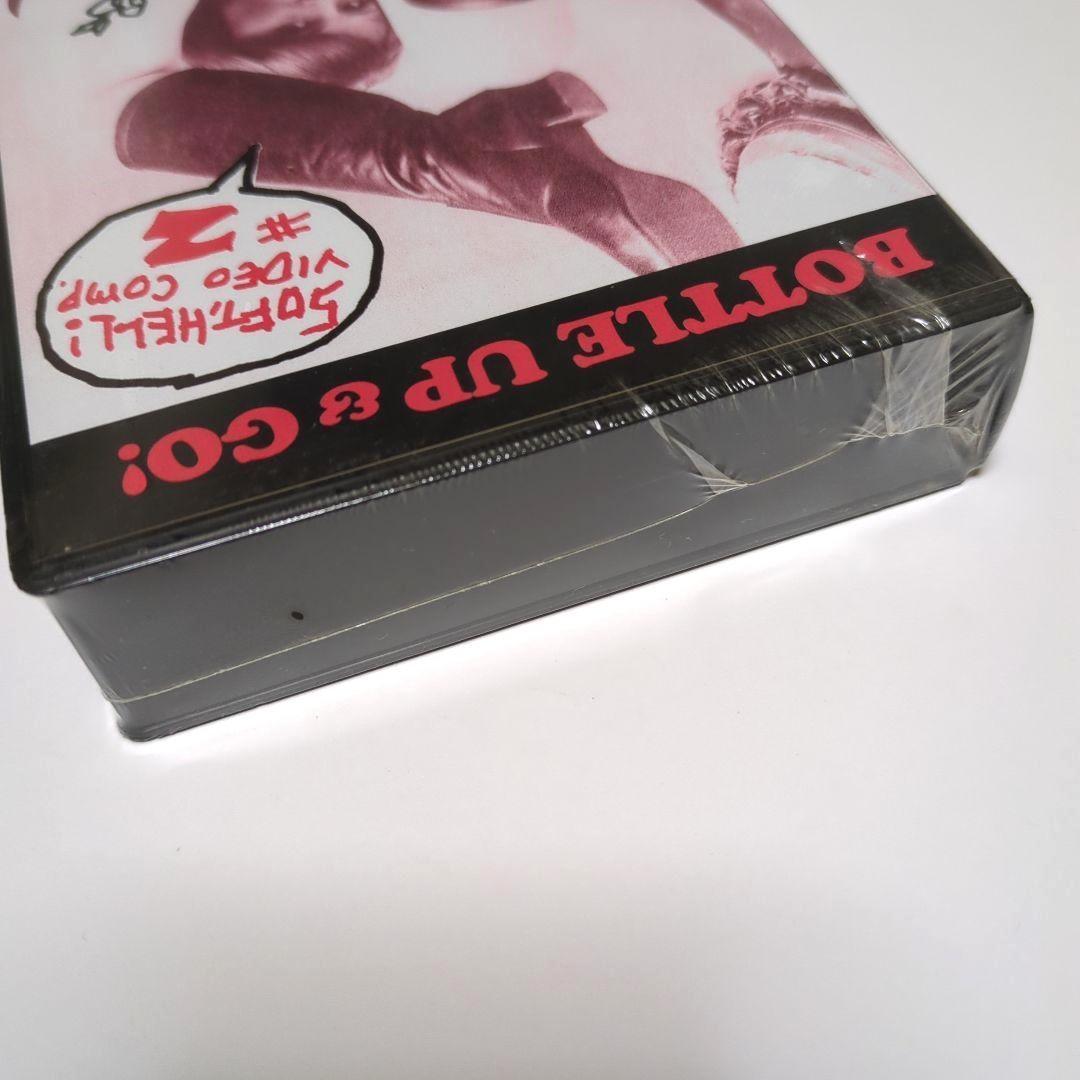 BOTTLE UP & GO!
SOFT, HELL!
VIDEO COMP.
# 2